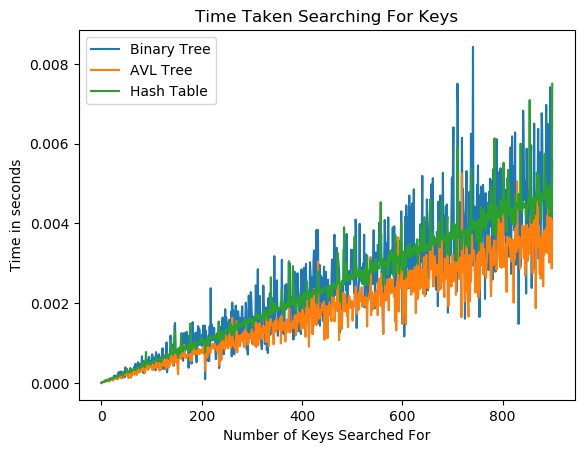 Time Taken Searching For Keys
Binary Tree
AVL Tree
Hash Table
0.008
0.006
0.004
0.002
0.000
Time in seconds
0 200 400 600 800
Number of Keys Searched For